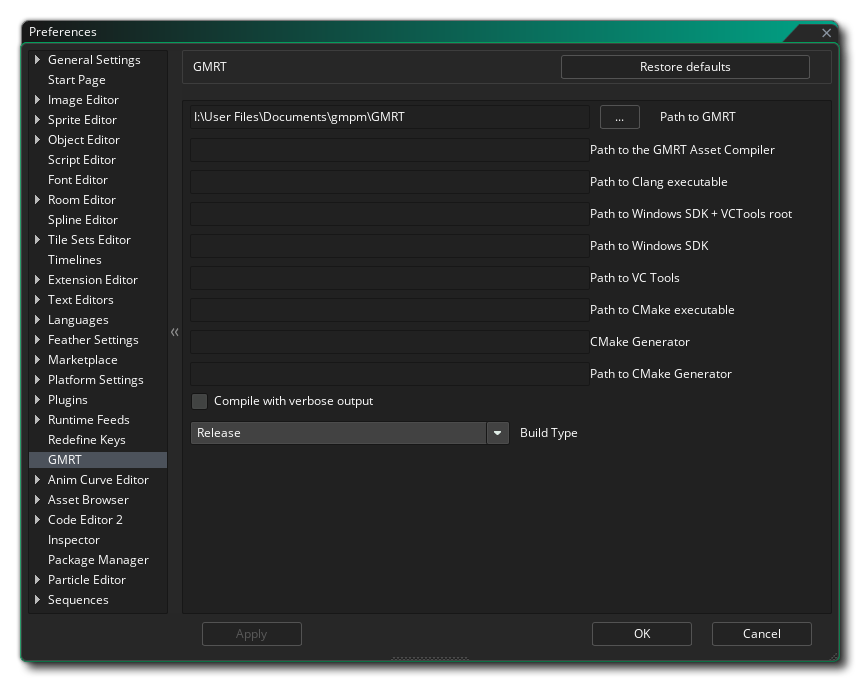 Preferences
General Settings
Start Page
Image Editor
Sprite Editor
Object Editor
Script Editor
Font Editor
Room Editor
Spline Editor
Tile Sets Editor
Timelines
Extension Editor
Text Editors
Languages
Feather Settings
Marketplace
Platform Settings
Plugins
Runtime Feeds
Redefine Keys
GMRT
Anim Curve Editor
Asset Browser
Code Editor 2
Inspector
Package Manager
Particle Editor
Sequences
«
GMRT Restore defaults
I:\User Files\Documents\gmpm\GMRT ... Path to GMRT
Path to the GMRT Asset Compiler
Path to Clang executable
Path to Windows SDK + VCTools root
Path to Windows SDK
Path to VC Tools
Path to CMake executable
CMake Generator
Path to CMake Generator
Compile with verbose output
Release Build Type
Apply OK Cancel